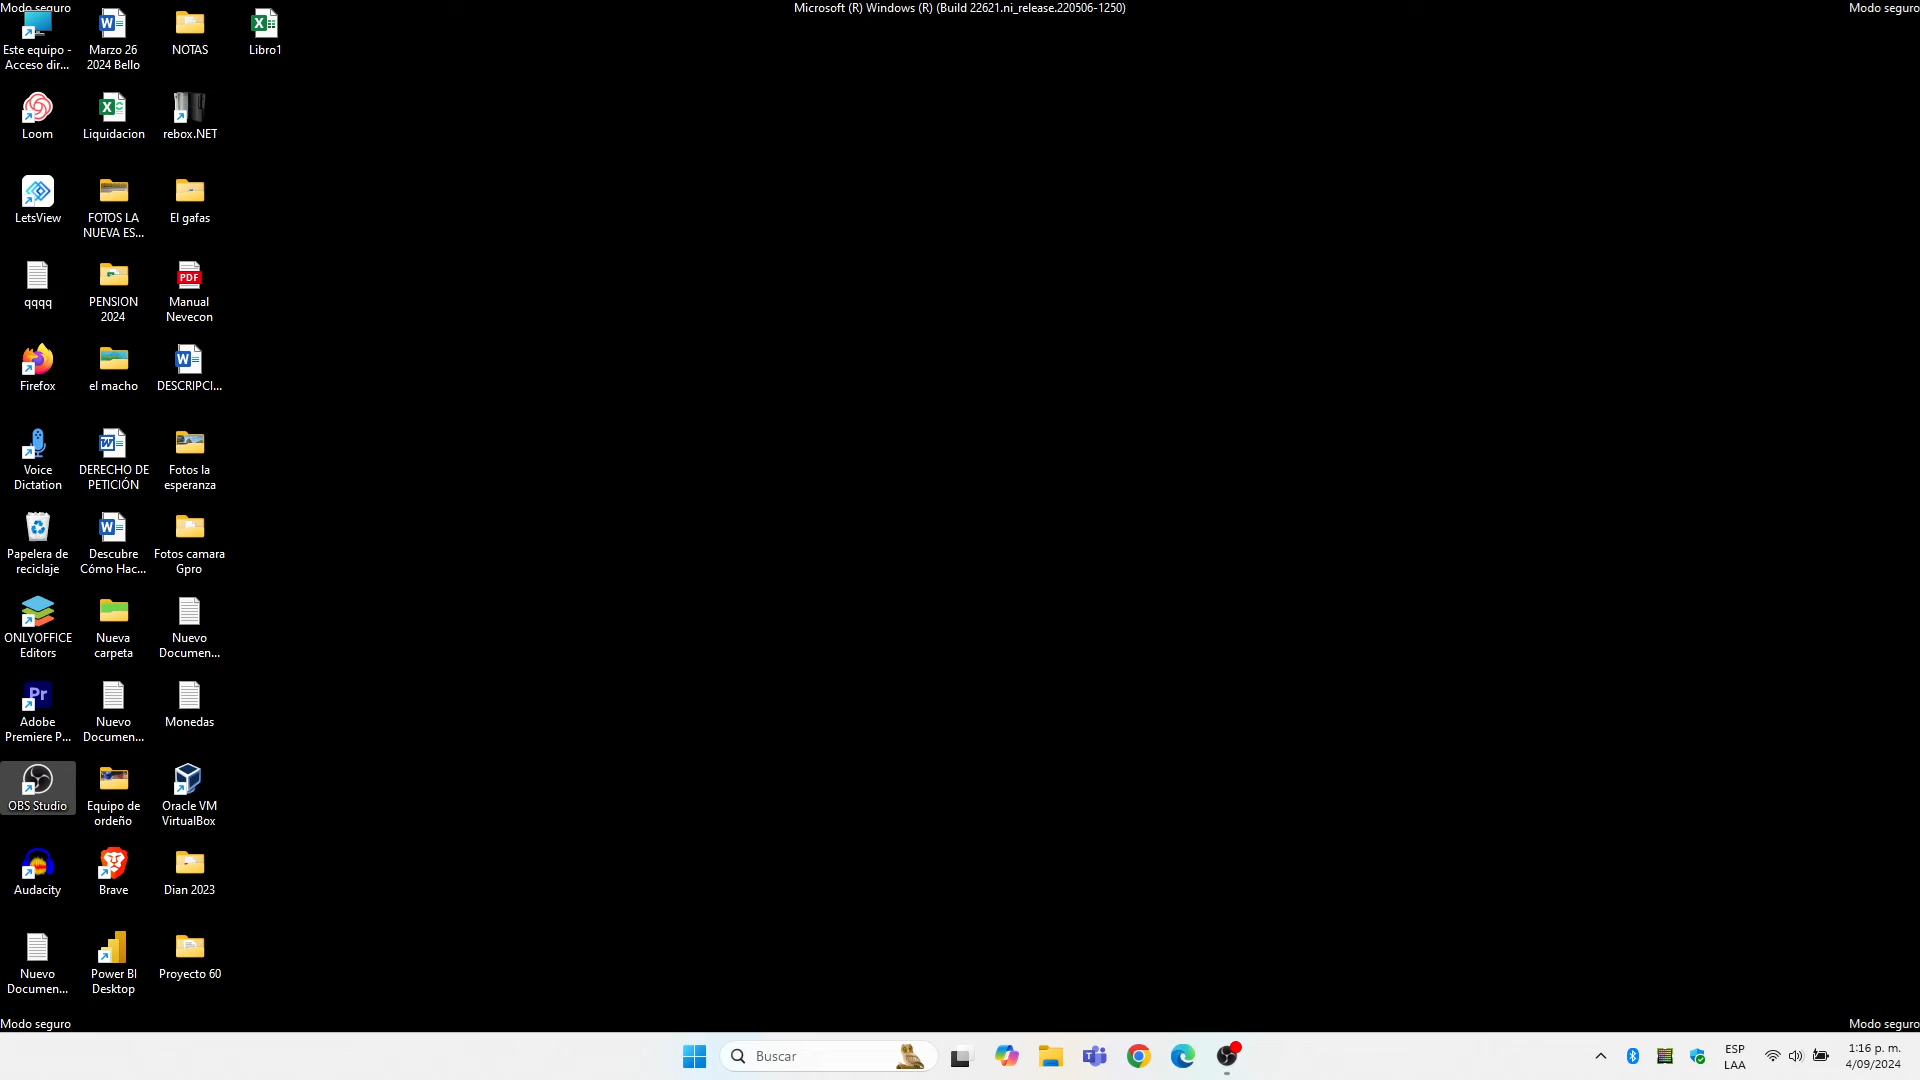 Modo seguro
Microsoft (R) Windows (R) (Build 22621.ni_release.220506-1250)
Modo seguro
Este equipo -
Acceso dir...
Marzo 26
2024 Bello
NOTAS
Libro1
Loom
Liquidacion
rebox.NET
LetsView
FOTOS LA
NUEVA ES...
El gafas
qqqq
PENSION
2024
PDF
Manual
Nevecon
Firefox
el macho
DESCRIPCI...
Voice
Dictation
DERECHO DE
PETICIÓN
Fotos la
esperanza
Papelera de
reciclaje
Descubre
Cómo Hac...
Fotos camara
Gpro
ONLYOFFICE
Editors
Nueva
carpeta
Nuevo
Documen...
Pr
Adobe
Premiere P...
Nuevo
Documen...
Monedas
OBS Studio
Equipo de
ordeño
Oracle VM
VirtualBox
Audacity
Brave
Dian 2023
Nuevo
Documen...
Power BI
Desktop
Proyecto 60
Modo seguro
Modo seguro
Buscar
ESP
LAA
1:16 p. m.
4/09/2024